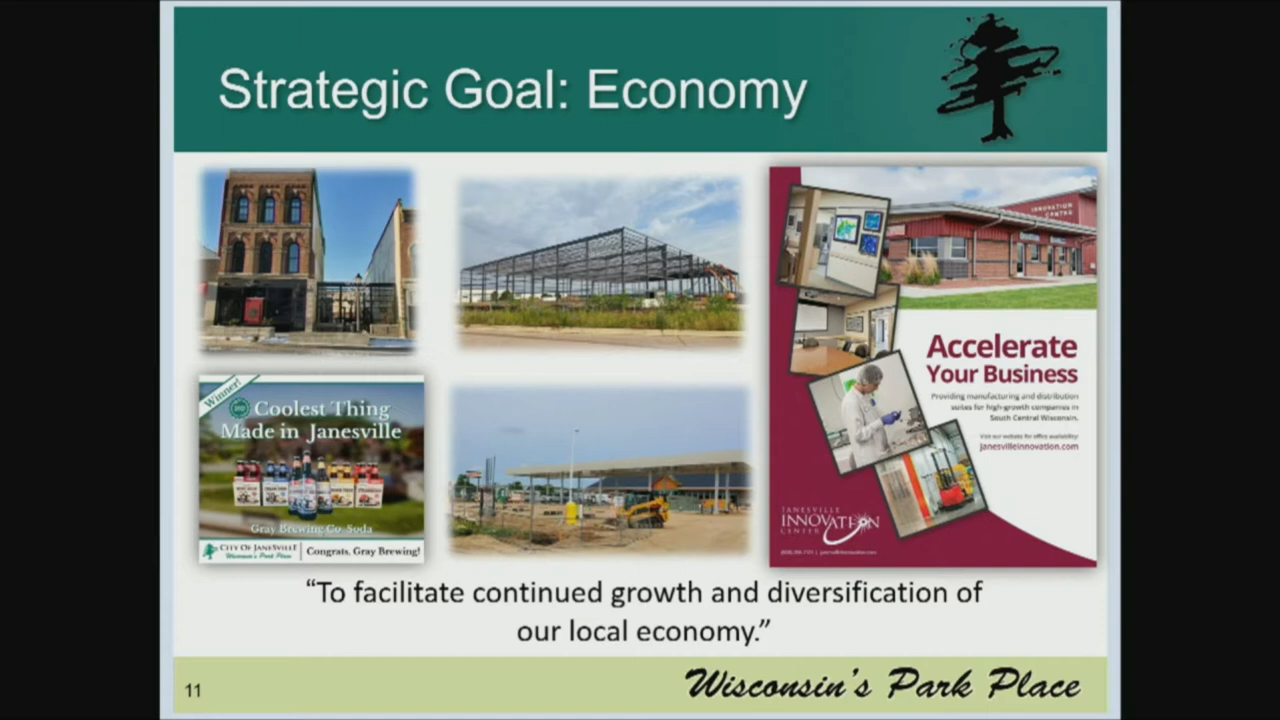 Strategic Goal: Economy
INNOVATION
CENTRE
Winner!
Coolest Thing
Made in Janesville
Gray Brewing Co Soda
CITY OF JANESVILLE
Wisconsin's Park Place
Congrats, Gray Brewing!
Accelerate
Your Business
Providing manufacturing and distribution
suites for high-growth companies in
South Central Wisconsin.
Visit our website for office availability:
janesvilleinnovation.com
JANESVILLE
INNOVATION
CENTER
“To facilitate continued growth and diversification of
our local economy.”
11
Wisconsin's Park Place